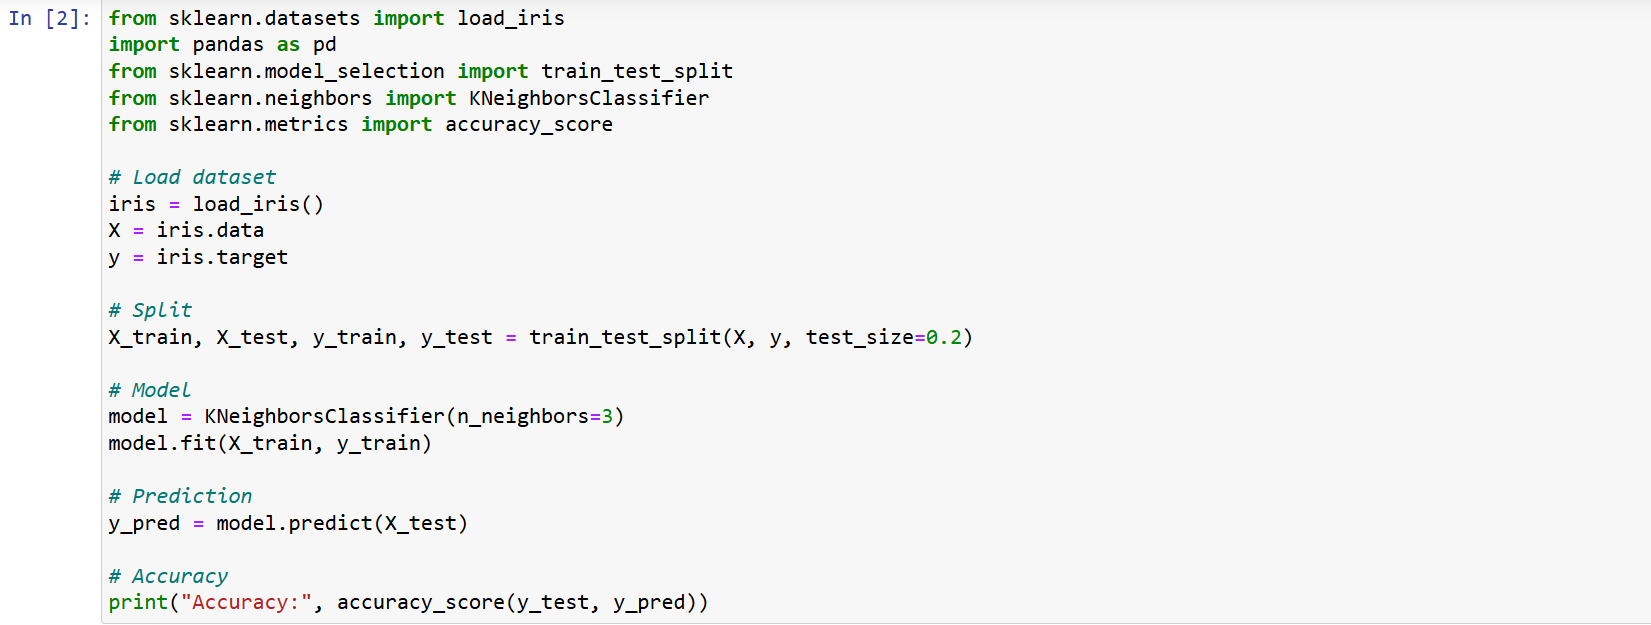 In [2]: from sklearn.datasets import load_iris
import pandas as pd
from sklearn.model_selection import train_test_split
from sklearn.neighbors import KNeighborsClassifier
from sklearn.metrics import accuracy_score

# Load dataset
iris = load_iris()
X = iris.data
y = iris.target

# Split
X_train, X_test, y_train, y_test = train_test_split(X, y, test_size=0.2)

# Model
model = KNeighborsClassifier(n_neighbors=3)
model.fit(X_train, y_train)

# Prediction
y_pred = model.predict(X_test)

# Accuracy
print("Accuracy:", accuracy_score(y_test, y_pred))